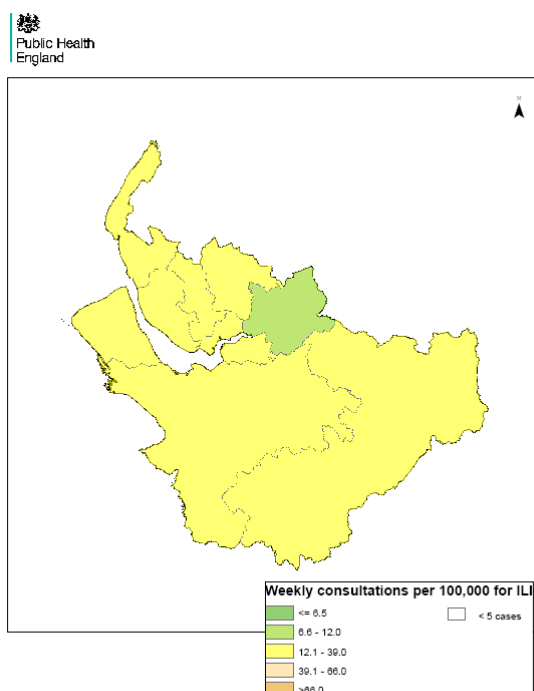 Public Health
England
N
Weekly consultations per 100,000 for ILI
<= 6.5
< 5 cases
6.6 - 12.0
12.1 - 39.0
39.1 - 66.0
>66.0